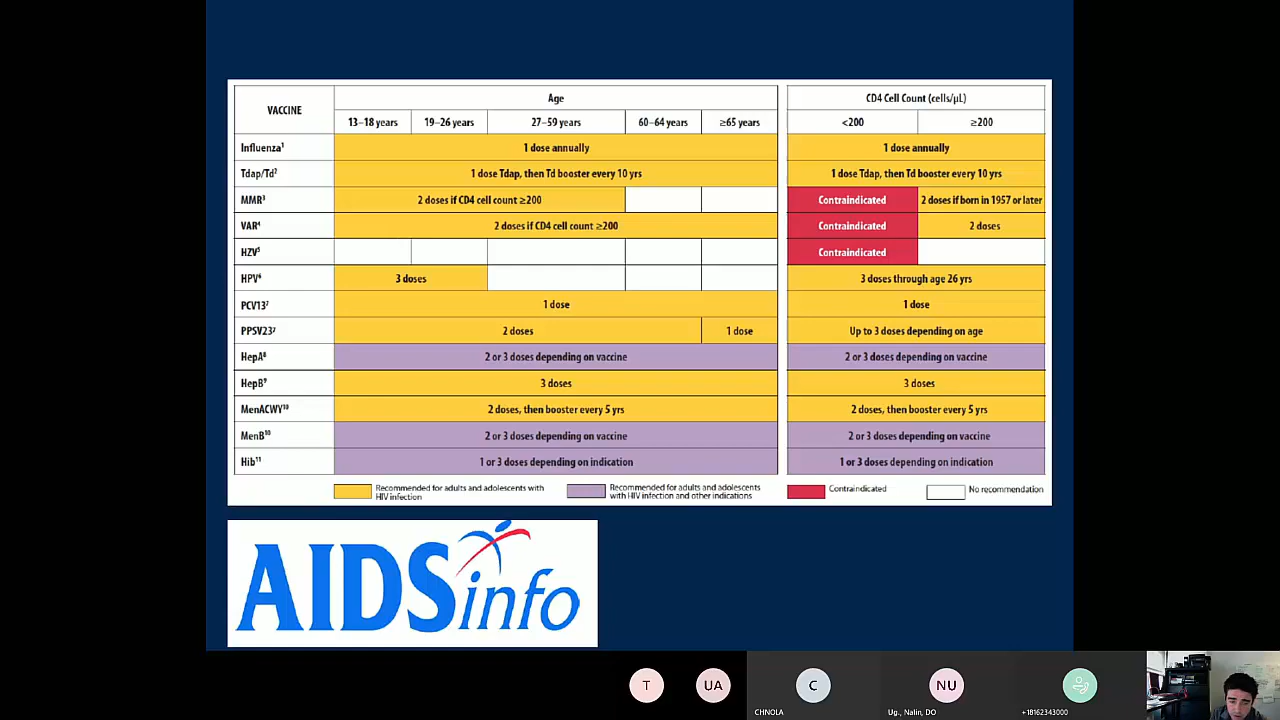 VACCINE
Age
CD4 Cell Count (cells/µL)
13–18 years 19–26 years 27–59 years 60–64 years ≥65 years <200 ≥200
Influenza¹ 1 dose annually 1 dose annually
Tdap/Td² 1 dose Tdap, then Td booster every 10 yrs 1 dose Tdap, then Td booster every 10 yrs
MMR³ 2 doses if CD4 cell count ≥200 Contraindicated 2 doses if born in 1957 or later
VAR⁴ 2 doses if CD4 cell count ≥200 Contraindicated 2 doses
HZV⁵ Contraindicated
HPV⁶ 3 doses 3 doses through age 26 yrs
PCV13⁷ 1 dose 1 dose
PPSV23⁷ 2 doses 1 dose Up to 3 doses depending on age
HepA⁸ 2 or 3 doses depending on vaccine 2 or 3 doses depending on vaccine
HepB⁹ 3 doses 3 doses
MenACWY¹⁰ 2 doses, then booster every 5 yrs 2 doses, then booster every 5 yrs
MenB¹⁰ 2 or 3 doses depending on vaccine 2 or 3 doses depending on vaccine
Hib¹¹ 1 or 3 doses depending on indication 1 or 3 doses depending on indication
Recommended for adults and adolescents with
HIV infection
Recommended for adults and adolescents
with HIV infection and other indications
Contraindicated
No recommendation
AIDSinfo
T UA C NU
CHNOLA Ug., Nalin, DO +18162343000